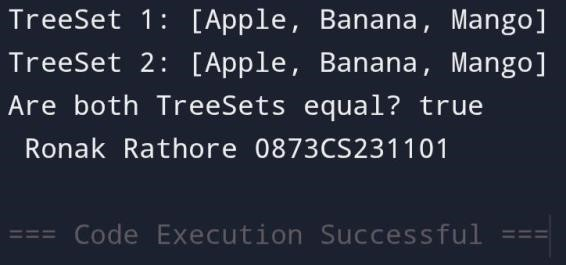 TreeSet 1: [Apple, Banana, Mango]
TreeSet 2: [Apple, Banana, Mango]
Are both TreeSets equal? true
 Ronak Rathore 0873CS231101
=== Code Execution Successful ===